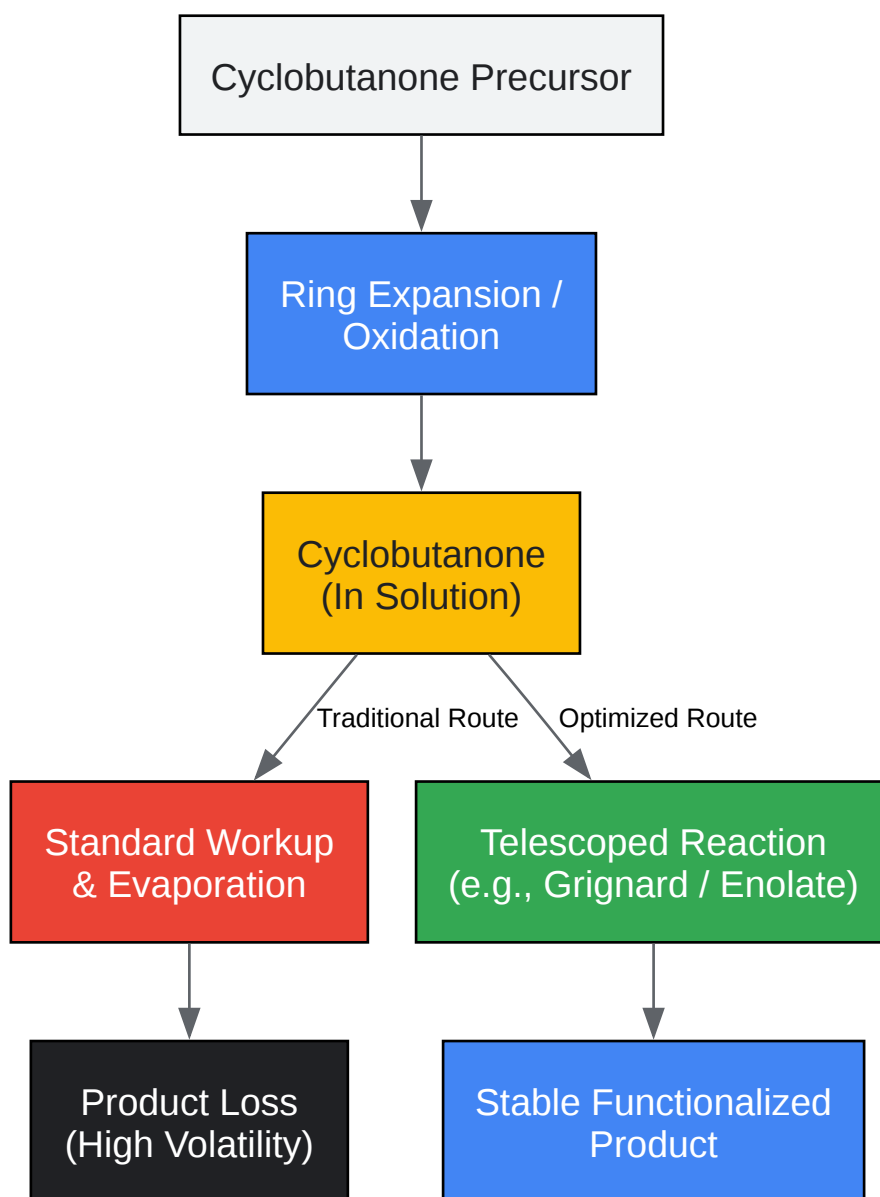 Cyclobutanone Precursor
Ring Expansion /
Oxidation
Cyclobutanone
(In Solution)
Traditional Route
Optimized Route
Standard Workup
& Evaporation
Telescoped Reaction
(e.g., Grignard / Enolate)
Product Loss
(High Volatility)
Stable Functionalized
Product